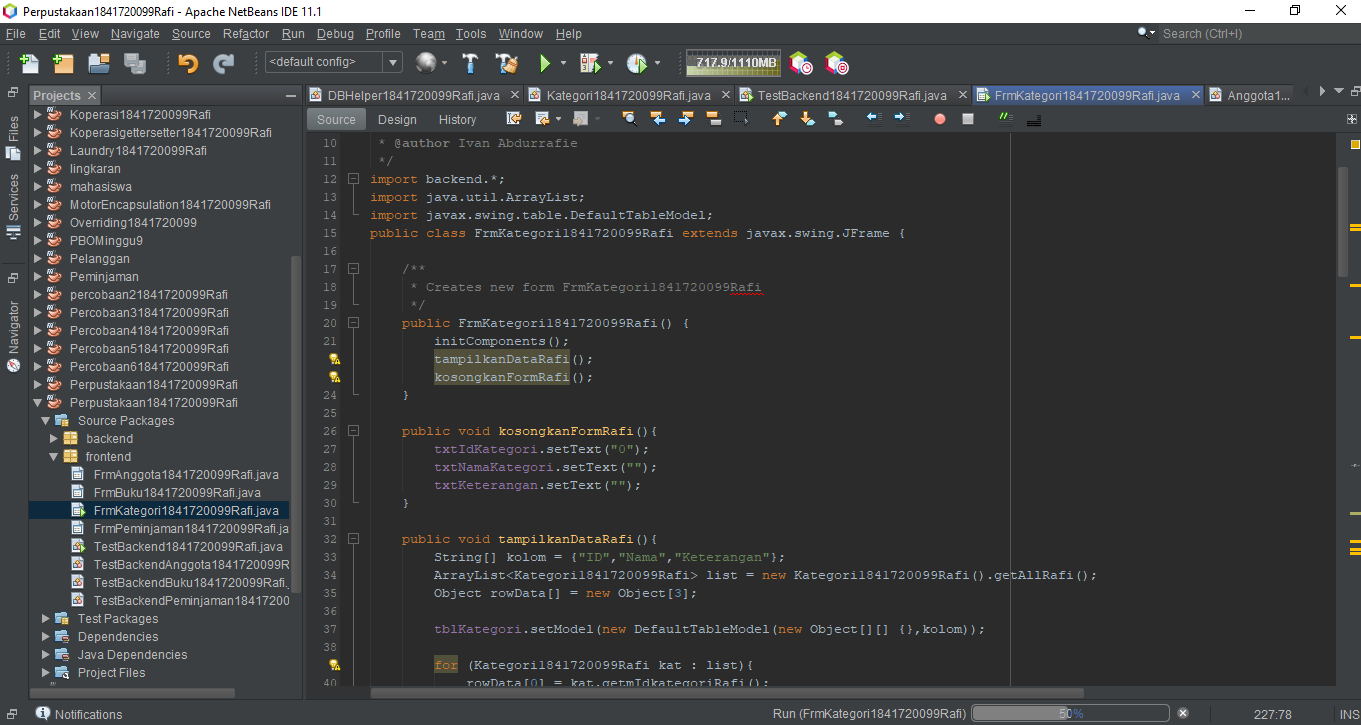 Perpustakaan1841720099Rafi - Apache NetBeans IDE 11.1
File Edit View Navigate Source Refactor Run Debug Profile Team Tools Window Help
Search (Ctrl+I)
<default config>
717.9/1110MB
Projects
DBHelper1841720099Rafi.java
Kategori1841720099Rafi.java
TestBackend1841720099Rafi.java
FrmKategori1841720099Rafi.java
Anggota1...
Files
Services
Navigator
Koperasi1841720099Rafi
Koperasigettersetter1841720099Rafi
Laundry1841720099Rafi
lingkaran
mahasiswa
MotorEncapsulation1841720099Rafi
Overriding1841720099
PBOMinggu9
Pelanggan
Peminjaman
percobaan21841720099Rafi
Percobaan31841720099Rafi
Percobaan41841720099Rafi
Percobaan51841720099Rafi
Percobaan61841720099Rafi
Perpustakaan1841720099Rafi
Perpustakaan1841720099Rafi
Source Packages
backend
frontend
FrmAnggota1841720099Rafi.java
FrmBuku1841720099Rafi.java
FrmKategori1841720099Rafi.java
FrmPeminjaman1841720099Rafi.ja
TestBackend1841720099Rafi.java
TestBackendAnggota1841720099R
TestBackendBuku1841720099Rafi.
TestBackendPeminjaman18417200
Test Packages
Dependencies
Java Dependencies
Project Files
Source Design History
10 * @author Ivan Abdurrafie
11 */
12 import backend.*;
13 import java.util.ArrayList;
14 import javax.swing.table.DefaultTableModel;
15 public class FrmKategori1841720099Rafi extends javax.swing.JFrame {
16
17 /**
18 * Creates new form FrmKategori1841720099Rafi
19 */
20 public FrmKategori1841720099Rafi() {
21 initComponents();
tampilkanDataRafi();
kosongkanFormRafi();
24 }
25
26 public void kosongkanFormRafi(){
27 txtIdKategori.setText("0");
28 txtNamaKategori.setText("");
29 txtKeterangan.setText("");
30 }
31
32 public void tampilkanDataRafi(){
33 String[] kolom = {"ID","Nama","Keterangan"};
34 ArrayList<Kategori1841720099Rafi> list = new Kategori1841720099Rafi().getAllRafi();
35 Object rowData[] = new Object[3];
36
37 tblKategori.setModel(new DefaultTableModel(new Object[][] {},kolom));
38
for (Kategori1841720099Rafi kat : list){
40 rowData[0] = kat.getmIdkategoriRafi();
Notifications
Run (FrmKategori1841720099Rafi)
50%
227:78
INS